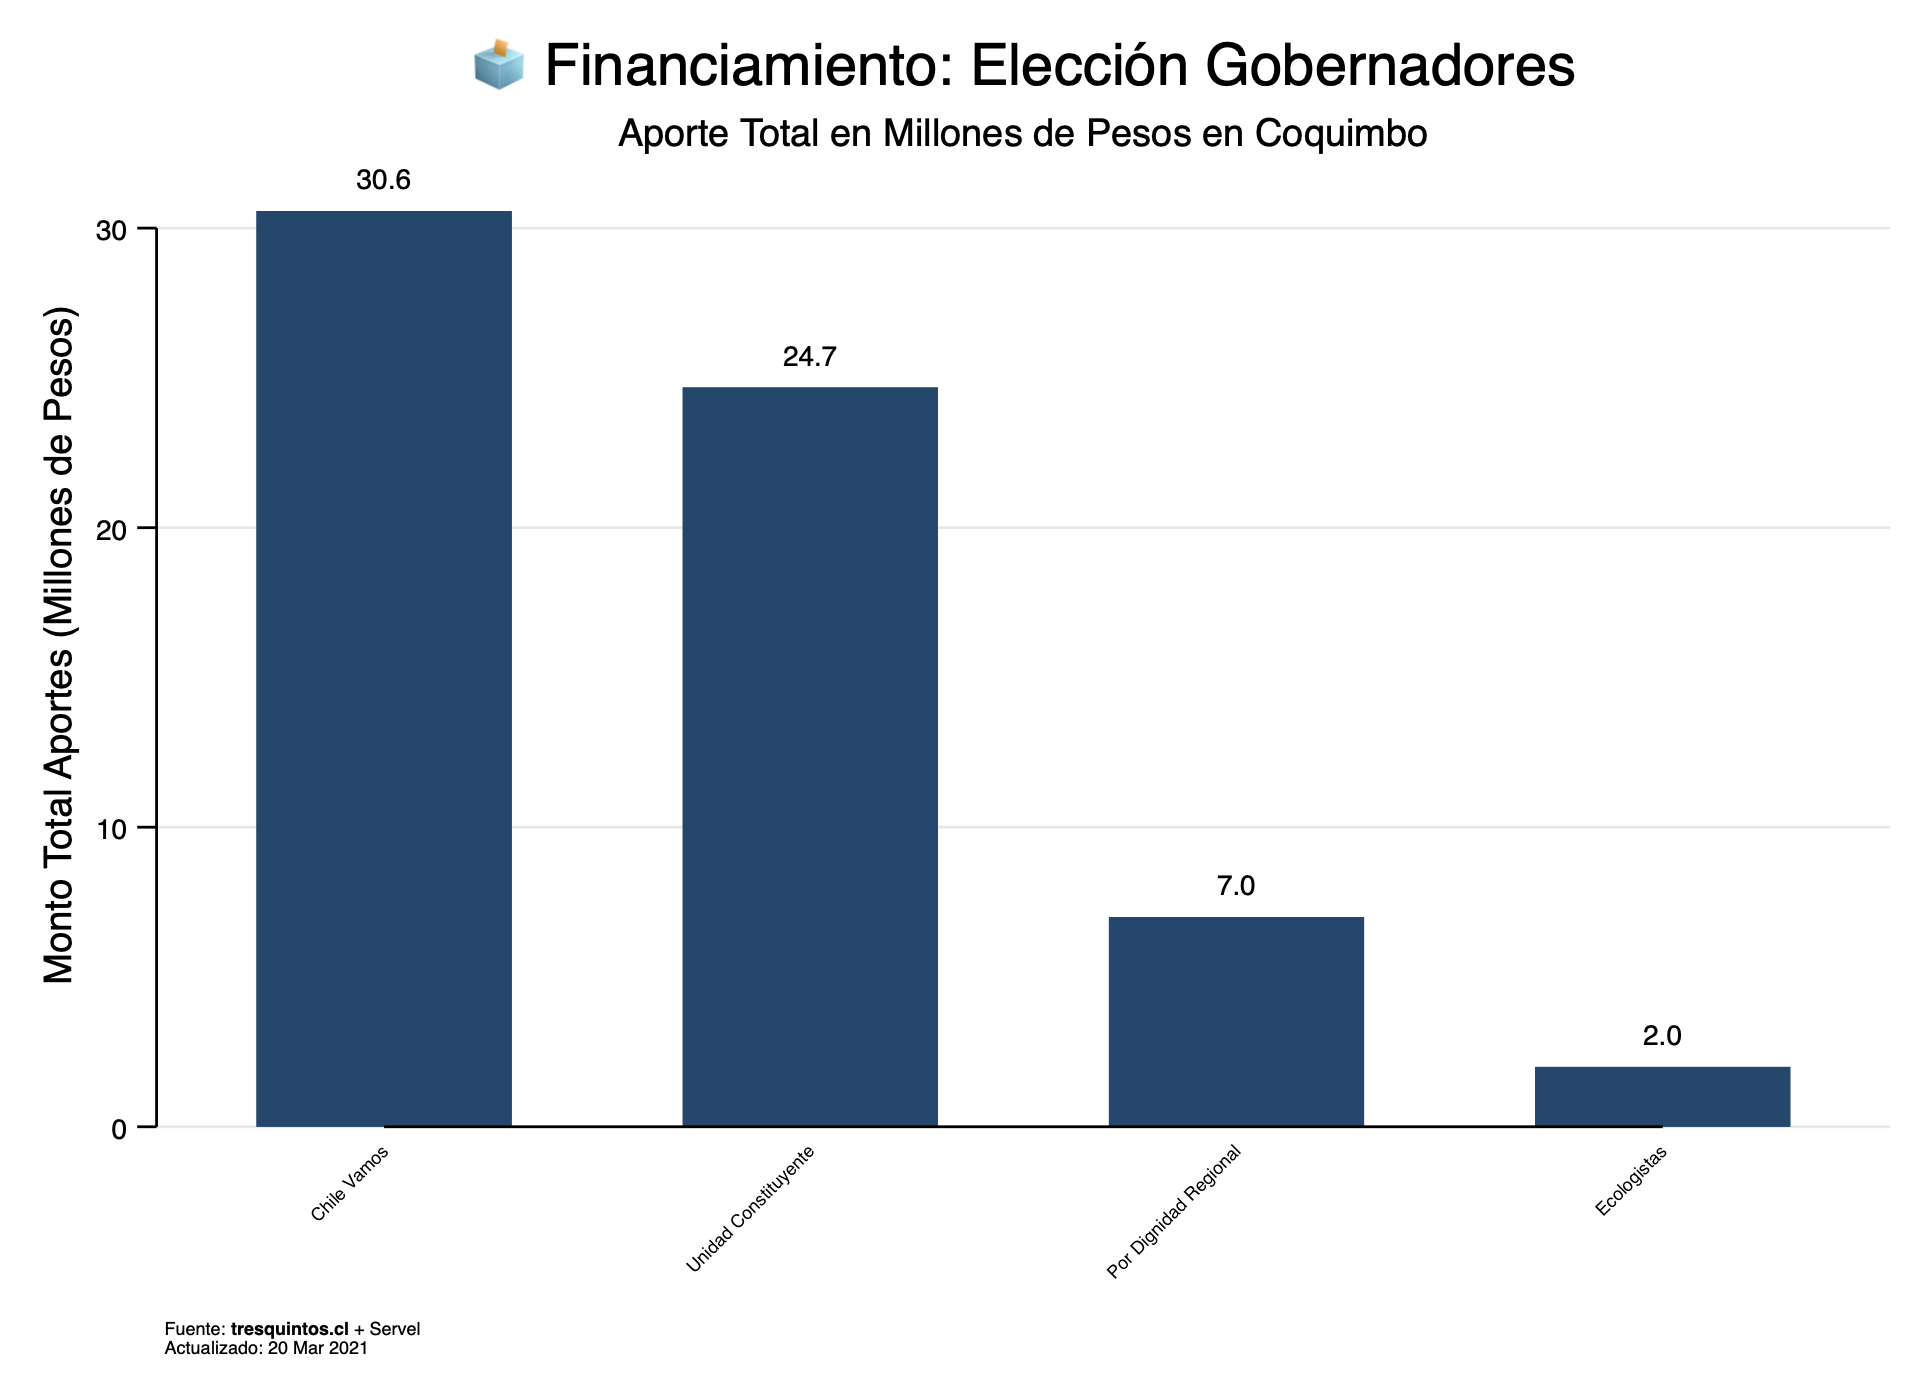 Financiamiento: Elección Gobernadores
Aporte Total en Millones de Pesos en Coquimbo
Monto Total Aportes (Millones de Pesos)
30
20
10
0
30.6
24.7
7.0
2.0
Chile Vamos
Unidad Constituyente
Por Dignidad Regional
Ecologistas
Fuente: tresquintos.cl + Servel
Actualizado: 20 Mar 2021